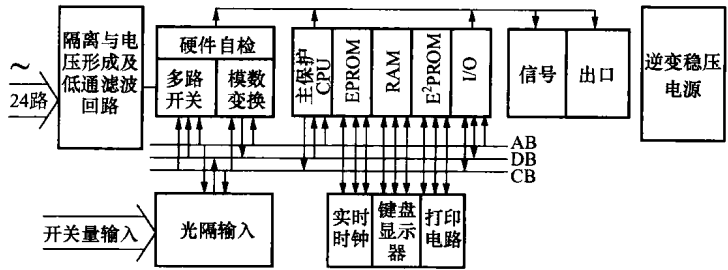 ~
24路
隔离与电
压形成及
低通滤波
回路
硬件自检
多路
开关
模数
变换
主保护
CPU
EPROM
RAM
E²PROM
I/O
信号
出口
逆变稳压
电源
AB
DB
CB
开关量输入
光隔输入
实时
时钟
键盘
显示
器
打印
电路